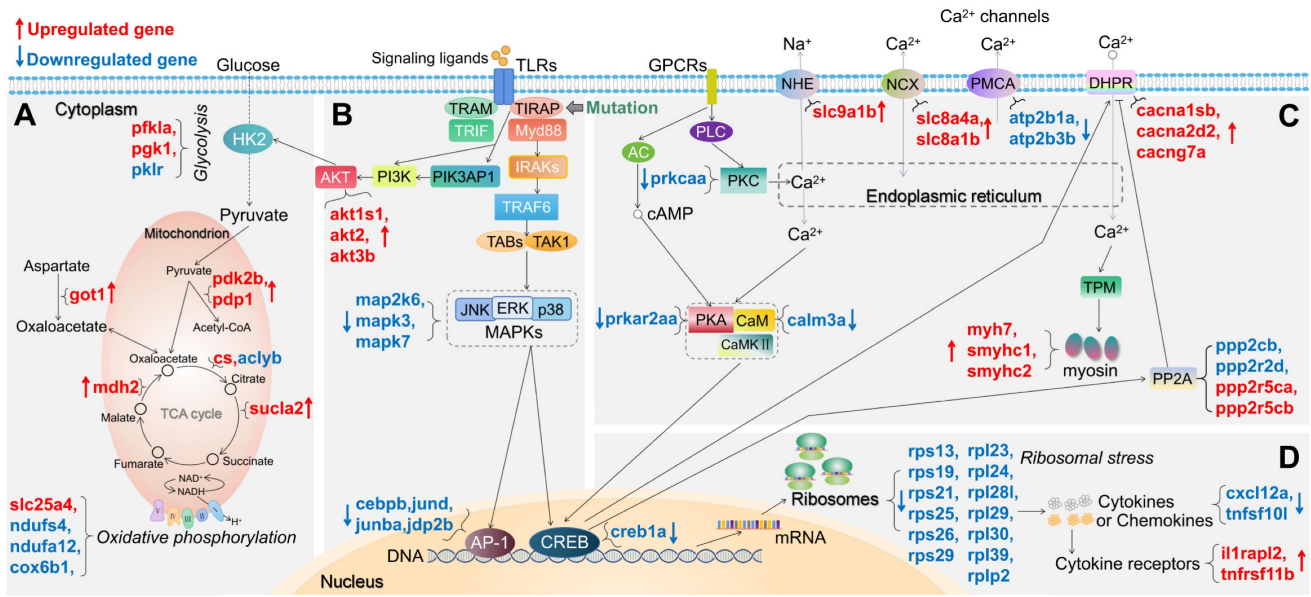 Upregulated gene
Downregulated gene
Glucose
Signaling ligands
TLRs
GPCRs
Ca²⁺ channels
Na⁺
Ca²⁺
Ca²⁺
Ca²⁺
NHE
NCX
PMCA
DHPR
A
Cytoplasm
pfkla,
pgk1,
pklr
Glycolysis
HK2
Pyruvate
Mitochondrion
Pyruvate
Aspartate
got1
Oxaloacetate
pdk2b,
pdp1
Acetyl-CoA
Oxaloacetate
cs,aclyb
Citrate
mdh2
Malate
TCA cycle
sucla2
Fumarate
Succinate
NAD⁺
NADH
V
IV
III
II
I
H⁺
slc25a4,
ndufs4,
ndufa12,
cox6b1,
Oxidative phosphorylation
B
TRAM
TIRAP
Mutation
TRIF
Myd88
IRAKs
AKT
PI3K
PIK3AP1
TRAF6
akt1s1,
akt2,
akt3b
TABs
TAK1
map2k6,
mapk3,
mapk7
JNK
ERK
p38
MAPKs
cebpb,jund,
junba,jdp2b
AP-1
CREB
creb1a
DNA
Nucleus
C
slc9a1b
slc8a4a,
slc8a1b
atp2b1a,
atp2b3b
cacna1sb,
cacna2d2,
cacng7a
AC
PLC
prkcaa
PKC
Ca²⁺
Endoplasmic reticulum
cAMP
Ca²⁺
Ca²⁺
TPM
prkar2aa
PKA
CaM
CaMKⅡ
calm3a
myh7,
smyhc1,
smyhc2
myosin
PP2A
ppp2cb,
ppp2r2d,
ppp2r5ca,
ppp2r5cb
D
mRNA
Ribosomes
rps13,
rps19,
rps21,
rps25,
rps26,
rps29
rpl23,
rpl24,
rpl28l,
rpl29,
rpl30,
rpl39,
rplp2
Ribosomal stress
Cytokines
or Chemokines
cxcl12a,
tnfsf10l
Cytokine receptors
il1rapl2,
tnfrsf11b